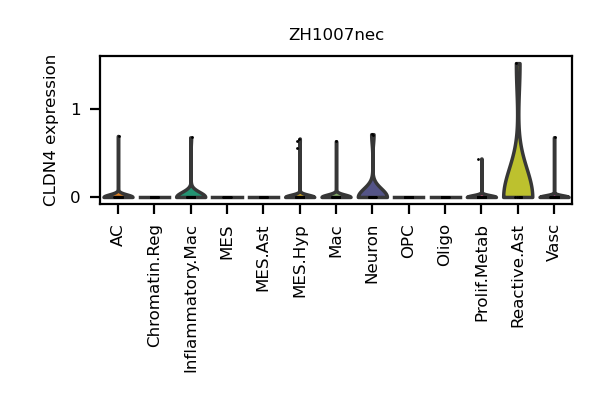 ZH1007nec
CLDN4 expression
1
0
AC
Chromatin.Reg
Inflammatory.Mac
MES
MES.Ast
MES.Hyp
Mac
Neuron
OPC
Oligo
Prolif.Metab
Reactive.Ast
Vasc